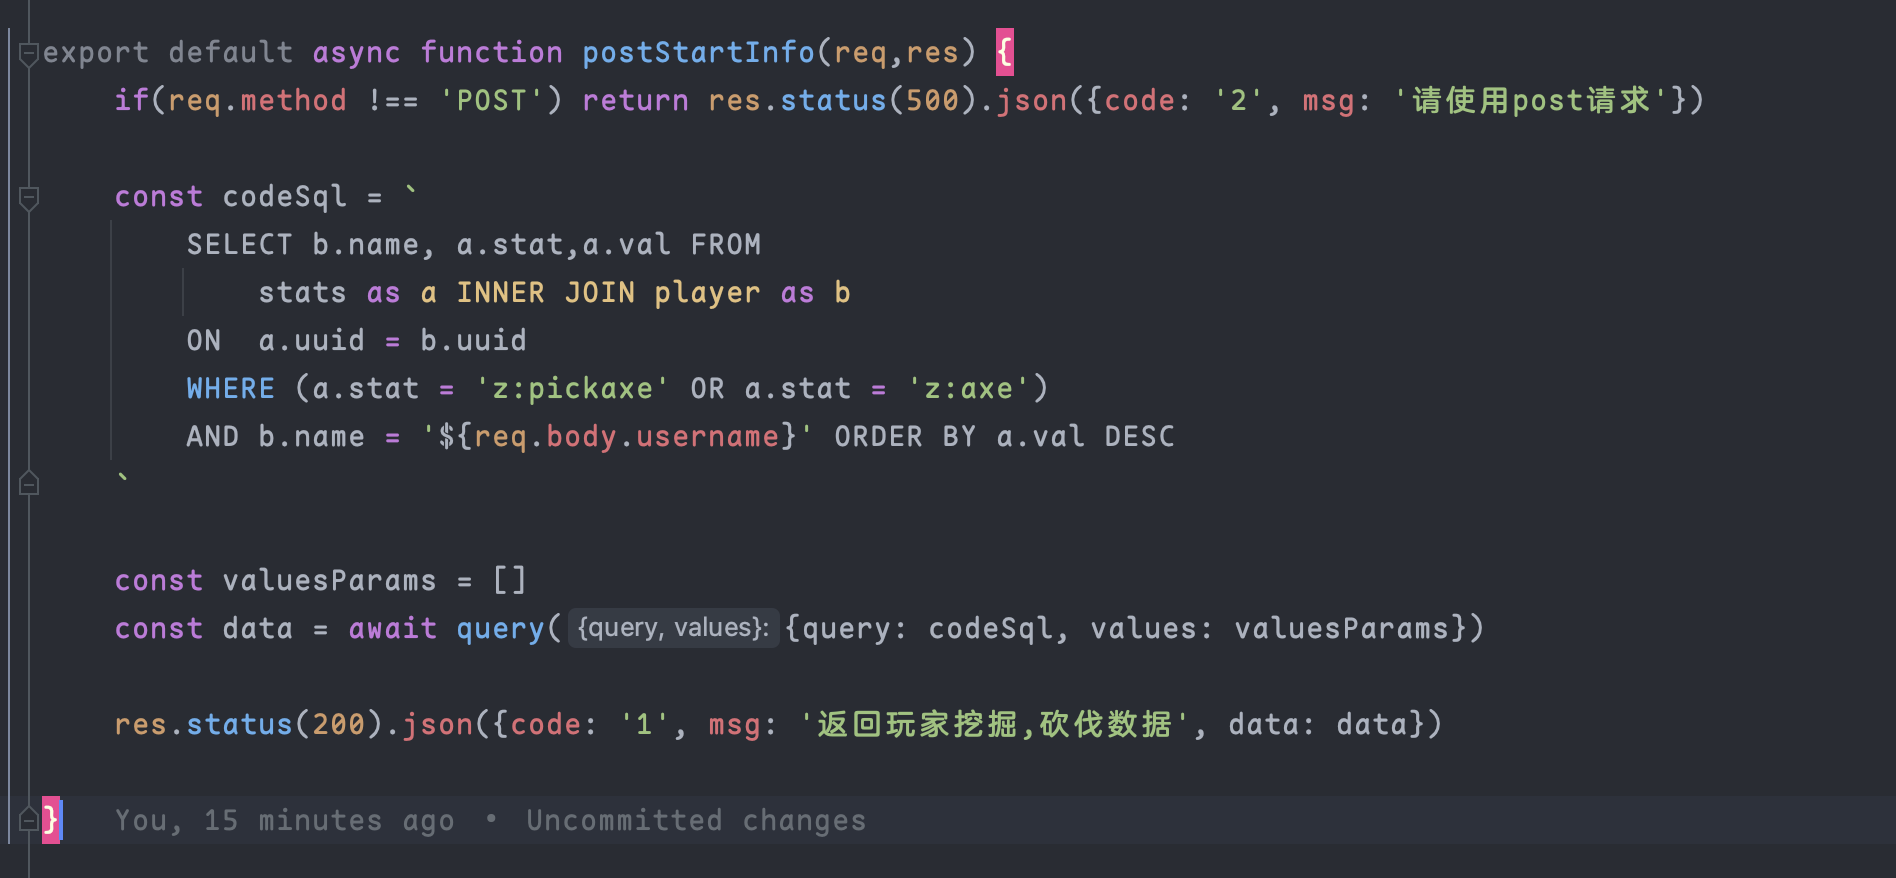 export default async function postStartInfo(req,res) {
if(req.method !== 'POST') return res.status(500).json({code: '2', msg: '请使用post请求'})
const codeSql = `
SELECT b.name, a.stat,a.val FROM
stats as a INNER JOIN player as b
ON  a.uuid = b.uuid
WHERE (a.stat = 'z:pickaxe' OR a.stat = 'z:axe')
AND b.name = '${req.body.username}' ORDER BY a.val DESC
`
const valuesParams = []
const data = await query({query, values}: {query: codeSql, values: valuesParams})
res.status(200).json({code: '1', msg: '返回玩家挖掘,砍伐数据', data: data})
} You, 15 minutes ago • Uncommitted changes